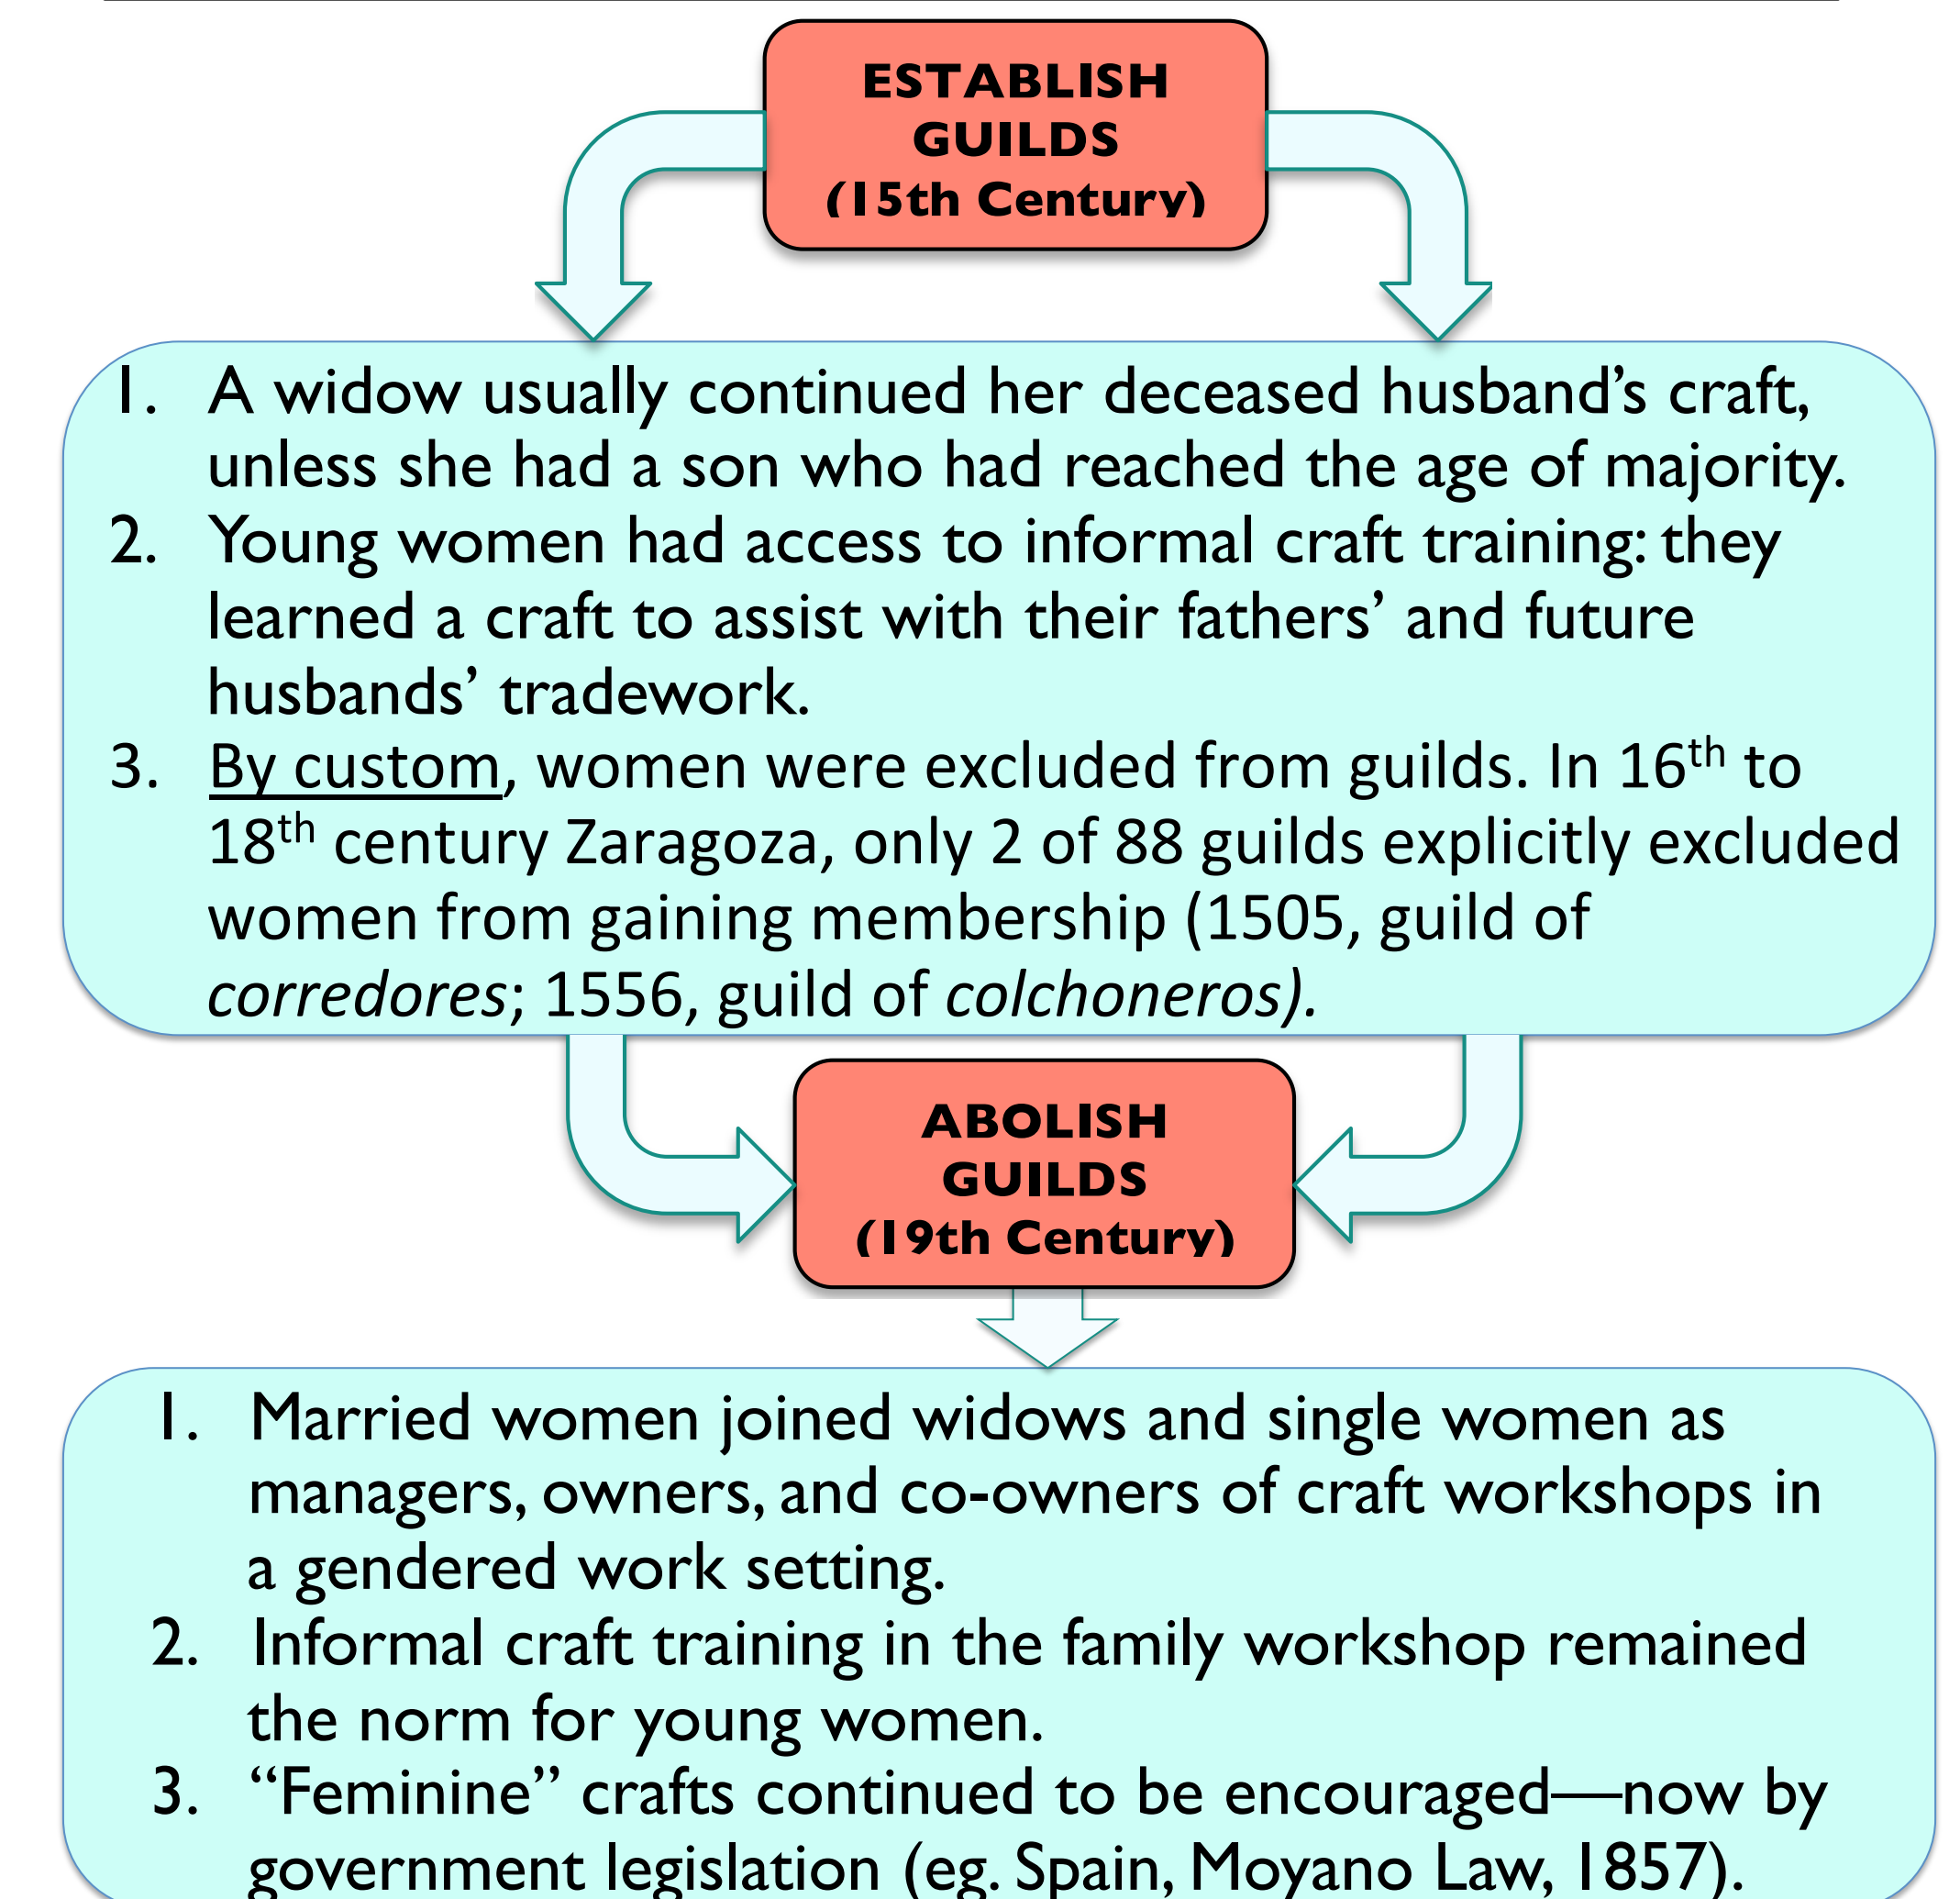 ESTABLISH
GUILDS
(15th Century)
1. A widow usually continued her deceased husband’s craft,
unless she had a son who had reached the age of majority.
2. Young women had access to informal craft training: they
learned a craft to assist with their fathers’ and future
husbands’ tradework.
3. By custom, women were excluded from guilds. In 16th to
18th century Zaragoza, only 2 of 88 guilds explicitly excluded
women from gaining membership (1505, guild of
corredores; 1556, guild of colchoneros).
ABOLISH
GUILDS
(19th Century)
1. Married women joined widows and single women as
managers, owners, and co-owners of craft workshops in
a gendered work setting.
2. Informal craft training in the family workshop remained
the norm for young women.
3. “Feminine” crafts continued to be encouraged—now by
government legislation (eg. Spain, Moyano Law, 1857).